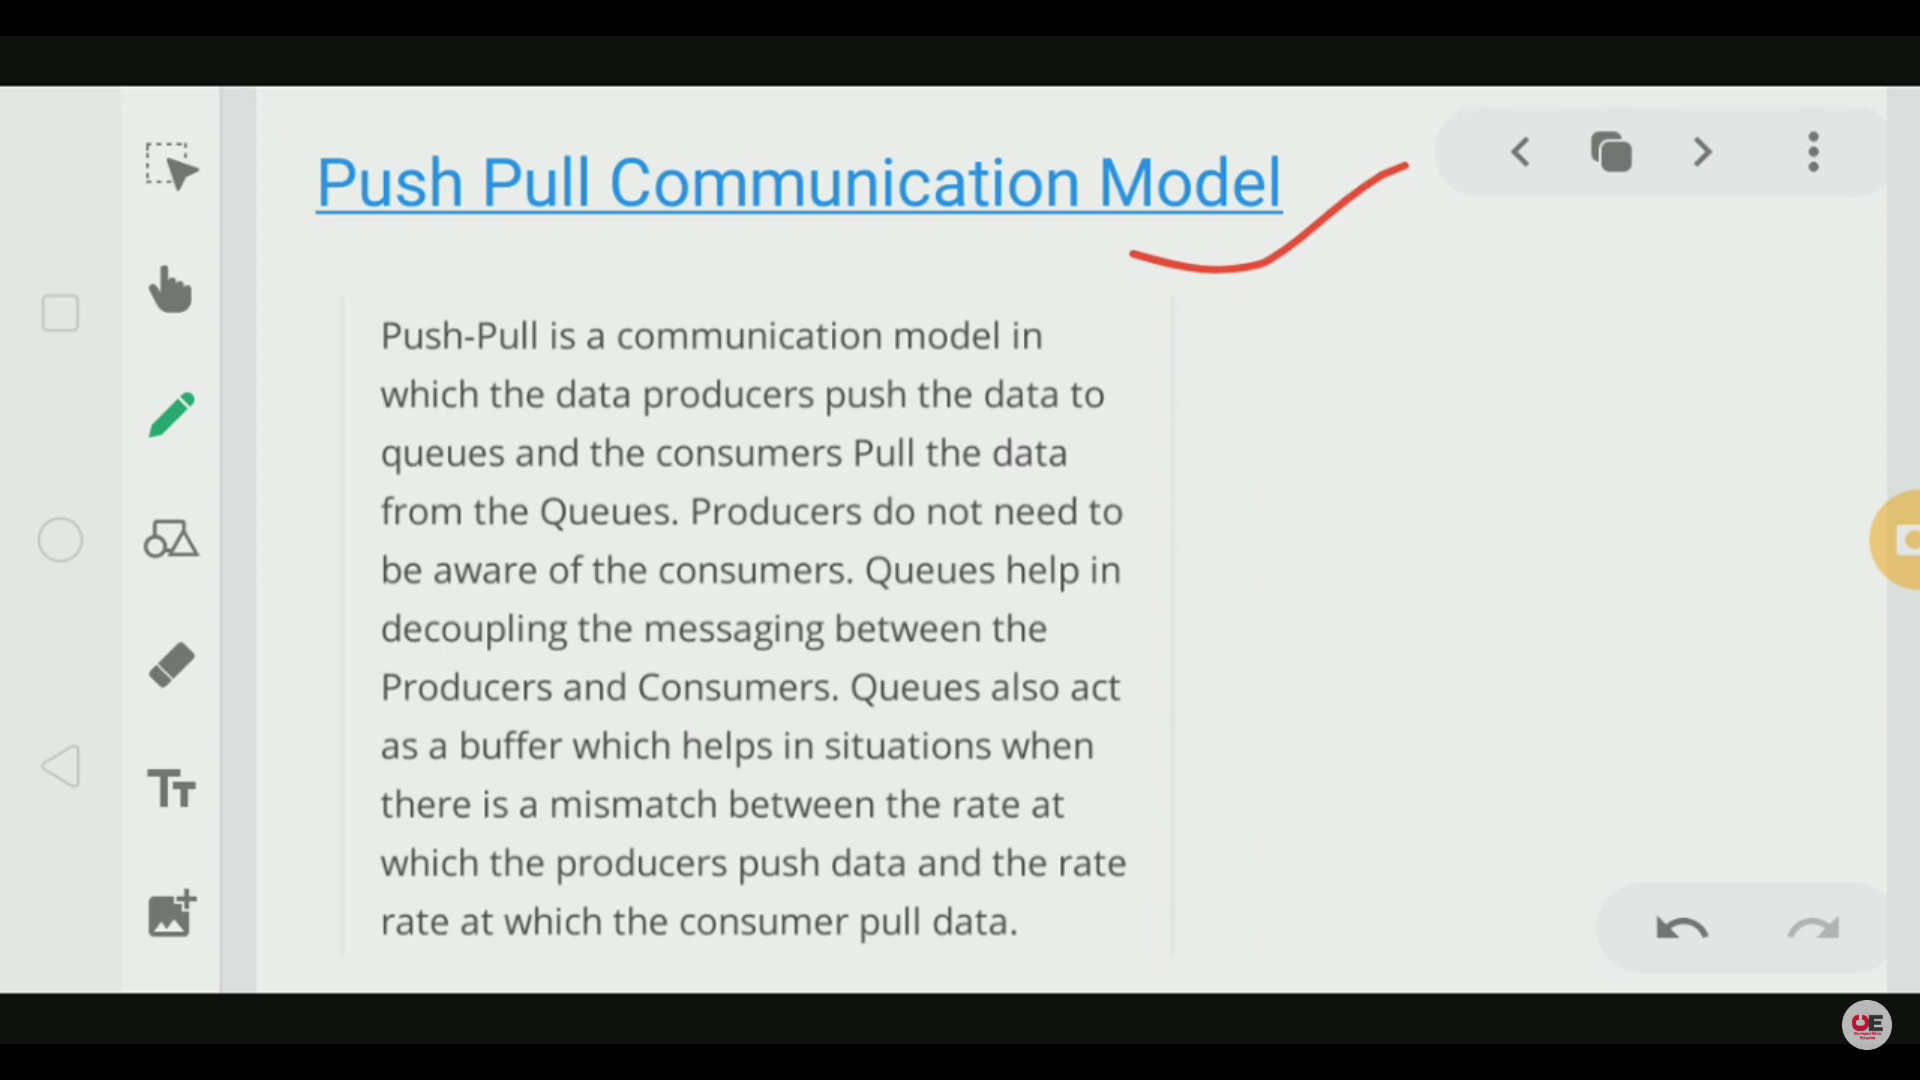 Push Pull Communication Model
Push-Pull is a communication model in
which the data producers push the data to
queues and the consumers Pull the data
from the Queues. Producers do not need to
be aware of the consumers. Queues help in
decoupling the messaging between the
Producers and Consumers. Queues also act
as a buffer which helps in situations when
there is a mismatch between the rate at
which the producers push data and the rate
rate at which the consumer pull data.
Tт
CE